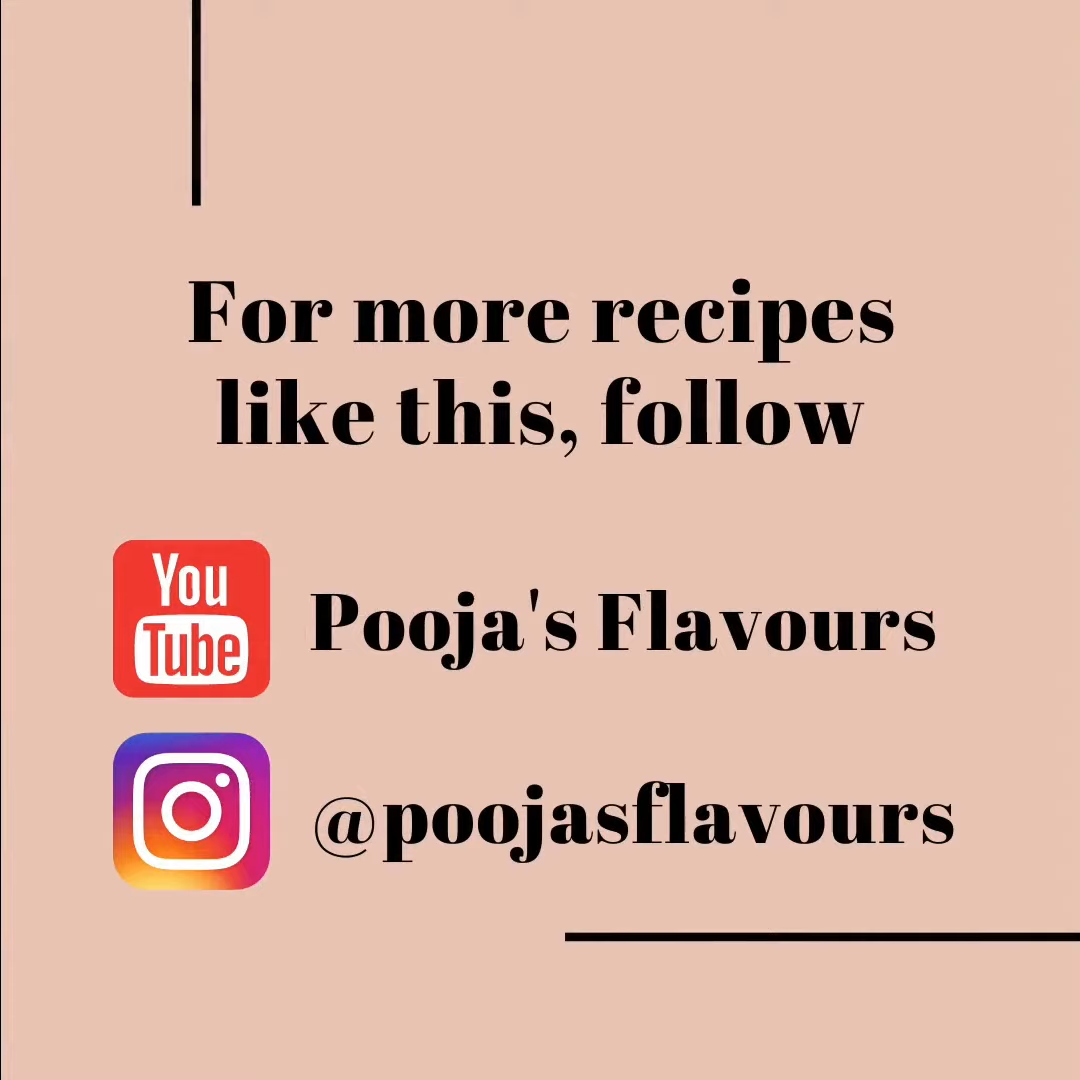 For more recipes
like this, follow
You
Tube
Pooja's Flavours
@poojasflavours